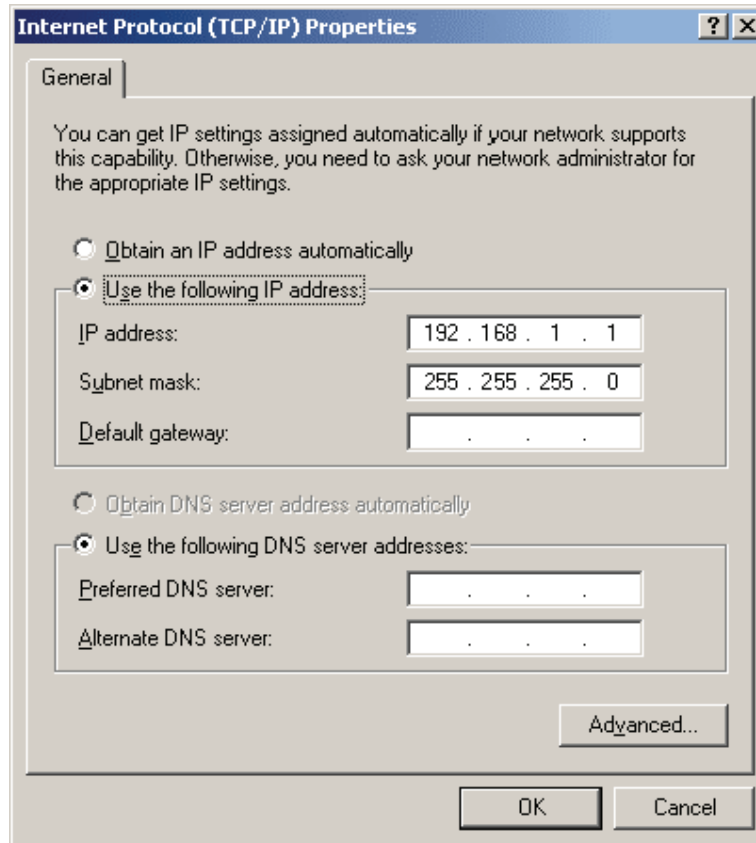 Internet Protocol (TCP/IP) Properties
General
You can get IP settings assigned automatically if your network supports
this capability. Otherwise, you need to ask your network administrator for
the appropriate IP settings.
Obtain an IP address automatically
Use the following IP address:
IP address: 192 . 168 . 1 . 1
Subnet mask: 255 . 255 . 255 . 0
Default gateway: . . .
Obtain DNS server address automatically
Use the following DNS server addresses:
Preferred DNS server: . . .
Alternate DNS server: . . .
Advanced...
OK Cancel